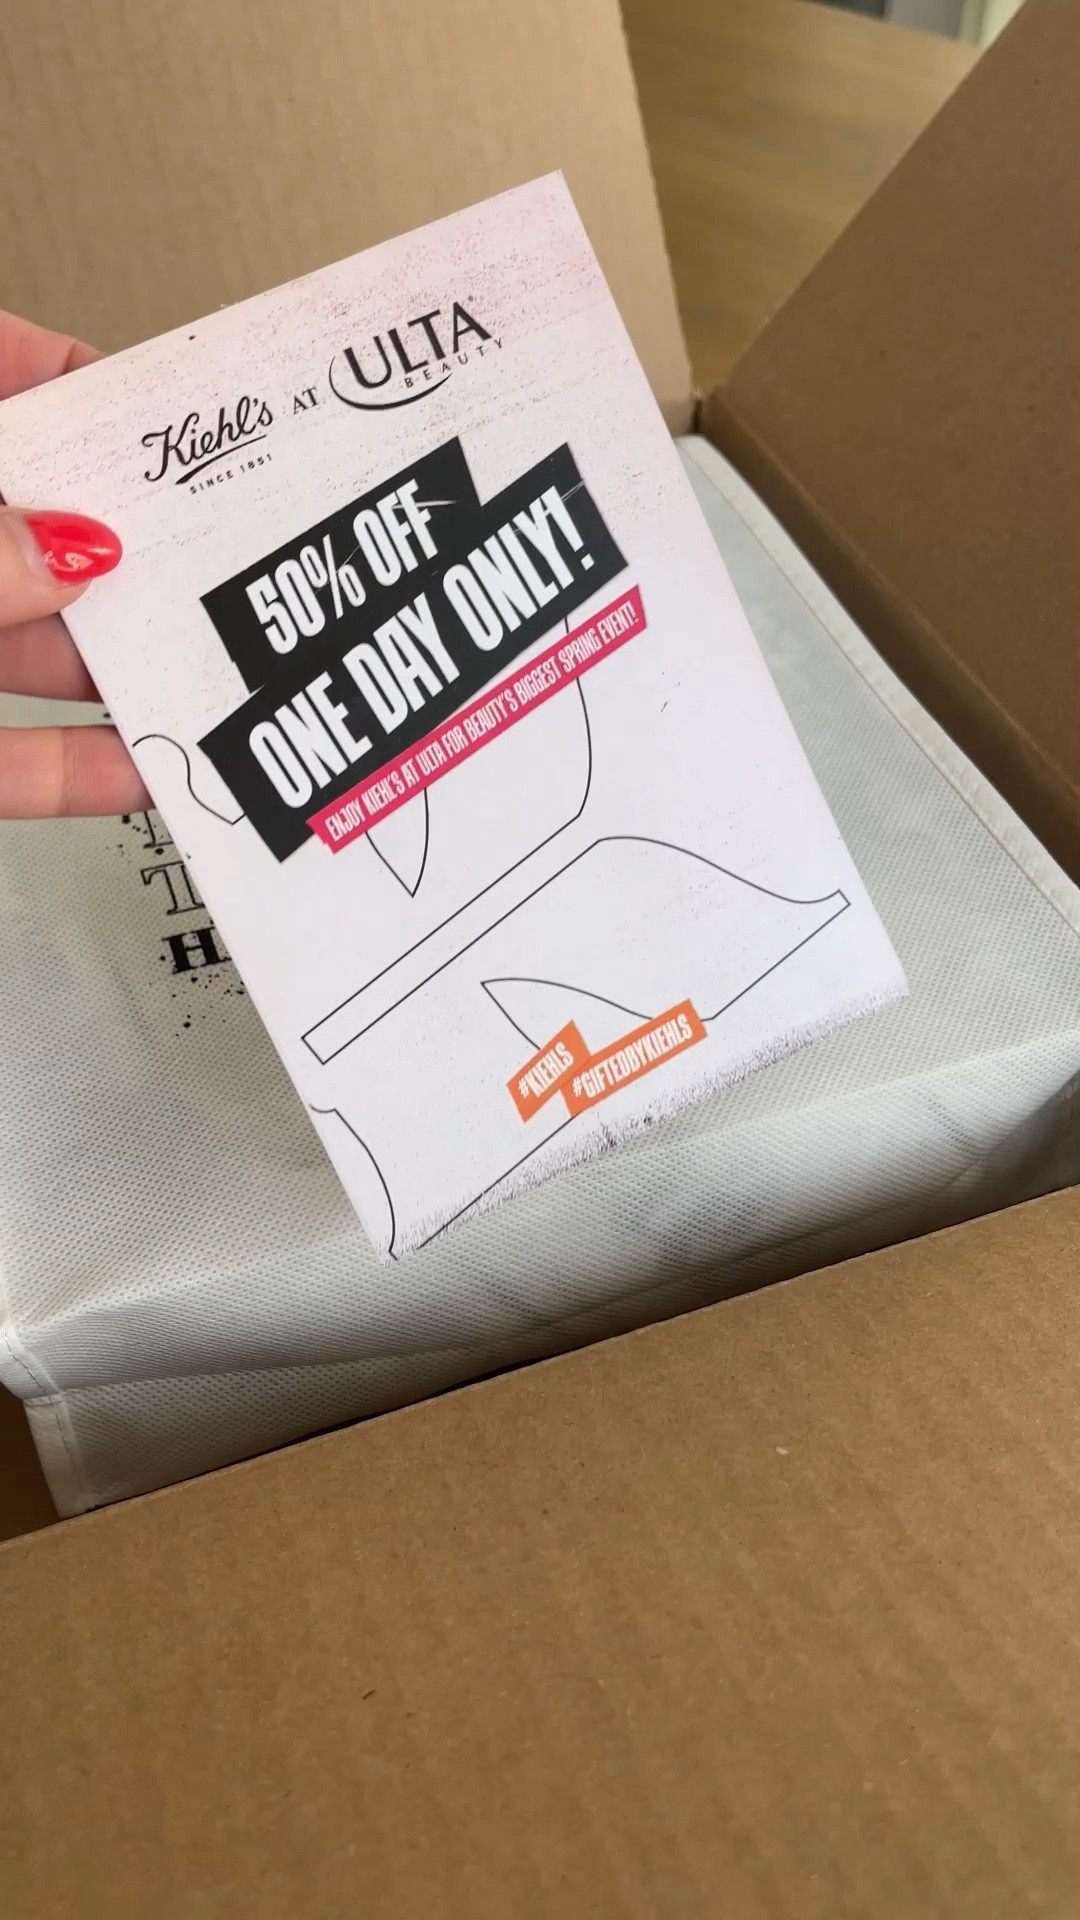 Kiehl's
SINCE 1851
AT
ULTA
BEAUTY
50% OFF
ONE DAY ONLY!
ENJOY KIEHL'S AT ULTA FOR BEAUTY'S BIGGEST SPRING EVENT!
#KIEHLS
#GIFTEDBYKIEHLS